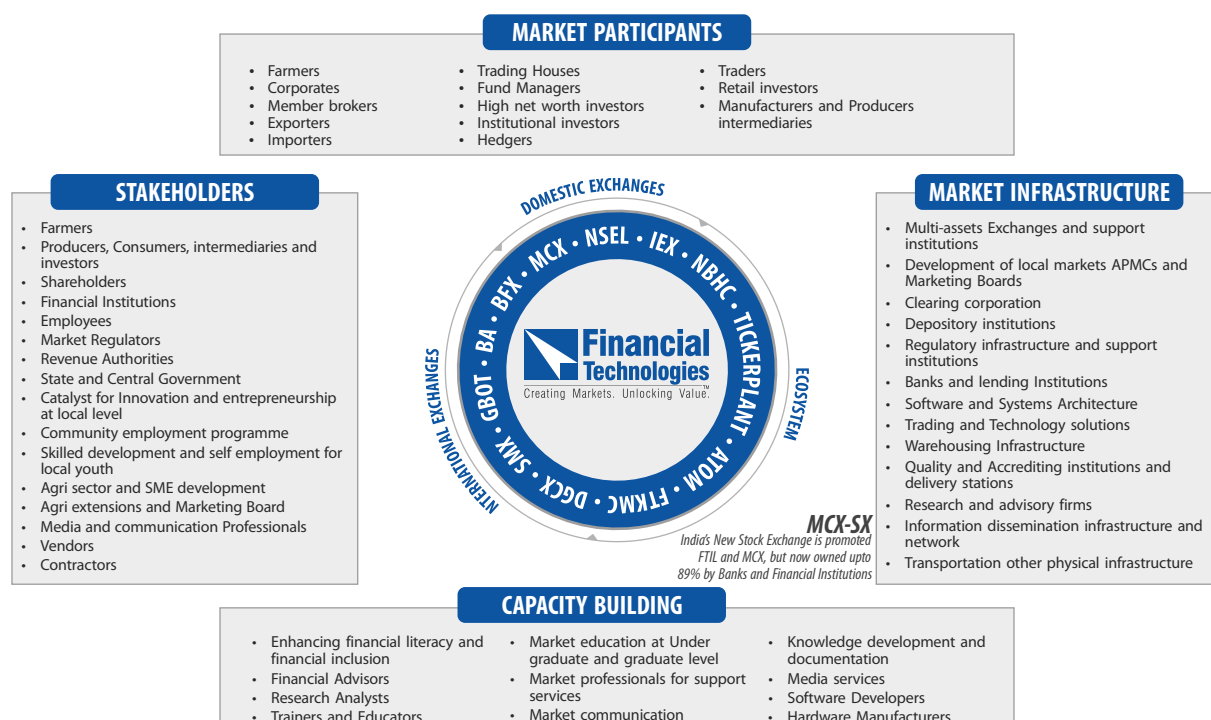 MARKET PARTICIPANTS
• Farmers
• Corporates
• Member brokers
• Exporters
• Importers
• Trading Houses
• Fund Managers
• High net worth investors
• Institutional investors
• Hedgers
• Traders
• Retail investors
• Manufacturers and Producers
intermediaries
STAKEHOLDERS
• Farmers
• Producers, Consumers, intermediaries and
investors
• Shareholders
• Financial Institutions
• Employees
• Market Regulators
• Revenue Authorities
• State and Central Government
• Catalyst for Innovation and entrepreneurship
at local level
• Community employment programme
• Skilled development and self employment for
local youth
• Agri sector and SME development
• Agri extensions and Marketing Board
• Media and communication Professionals
• Vendors
• Contractors
DOMESTIC EXCHANGES
ECOSYSTEM
NTERNATIONAL EXCHANGES
MCX • NSEL • IEX • NBHC • TICKERPLANT • ATOM • FTKMC • DGCX • SMX • GBOT • BA • BFX •
Financial
Technologies
Creating Markets. Unlocking Value.™
MCX-SX
India's New Stock Exchange is promoted
FTIL and MCX, but now owned upto
89% by Banks and Financial Institutions
MARKET INFRASTRUCTURE
• Multi-assets Exchanges and support
institutions
• Development of local markets APMCs and
Marketing Boards
• Clearing corporation
• Depository institutions
• Regulatory infrastructure and support
institutions
• Banks and lending Institutions
• Software and Systems Architecture
• Trading and Technology solutions
• Warehousing Infrastructure
• Quality and Accrediting institutions and
delivery stations
• Research and advisory firms
• Information dissemination infrastructure and
network
• Transportation other physical infrastructure
CAPACITY BUILDING
• Enhancing financial literacy and
financial inclusion
• Financial Advisors
• Research Analysts
• Trainers and Educators
• Market education at Under
graduate and graduate level
• Market professionals for support
services
• Market communication
• Knowledge development and
documentation
• Media services
• Software Developers
• Hardware Manufacturers